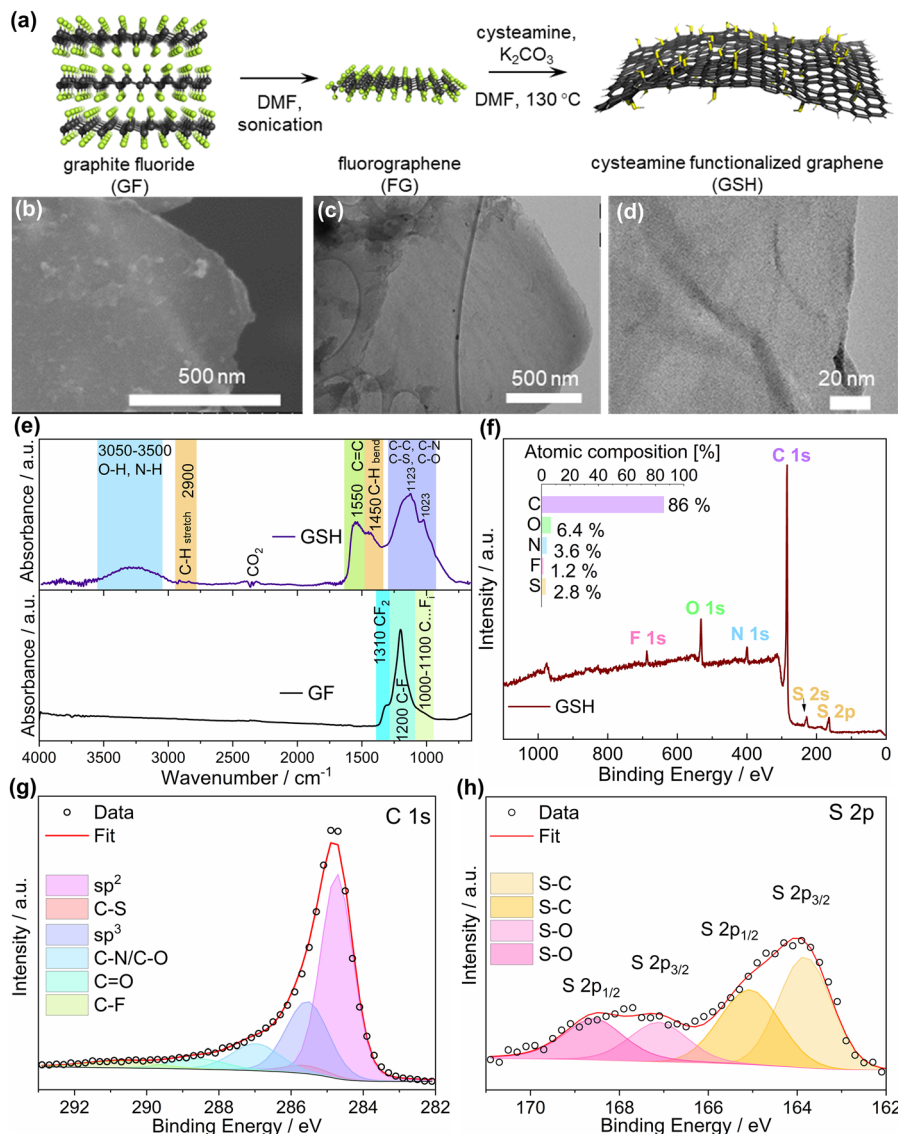 (a)
graphite fluoride
(GF)
DMF,
sonication
fluorographene
(FG)
cysteamine,
K₂CO₃
DMF, 130 °C
cysteamine functionalized graphene
(GSH)
(b)
500 nm
(c)
500 nm
(d)
20 nm
(e)
Absorbance / a.u.
Absorbance / a.u.
3050-3500
O-H, N-H
C-H stretch 2900
CO₂
1550 C=C
1450 C-H bend
C-C, C-N
C-S, C-O
1123
1023
GSH
1310 CF₂
1200 C-F
1000-1100 C...Fᵢ
GF
4000 3500 3000 2500 2000 1500 1000
Wavenumber / cm⁻¹
(f)
Intensity / a.u.
Atomic composition [%]
0 20 40 60 80 100
C 86 %
O 6.4 %
N 3.6 %
F 1.2 %
S 2.8 %
C 1s
F 1s
O 1s
N 1s
S 2s
S 2p
GSH
1000 800 600 400 200 0
Binding Energy / eV
(g)
Intensity / a.u.
Data
Fit
C 1s
sp²
C-S
sp³
C-N/C-O
C=O
C-F
292 290 288 286 284 282
Binding Energy / eV
(h)
Intensity / a.u.
Data
Fit
S 2p
S-C
S-C
S-O
S-O
S 2p₁/₂
S 2p₃/₂
S 2p₁/₂
S 2p₃/₂
170 168 166 164 162
Binding Energy / eV